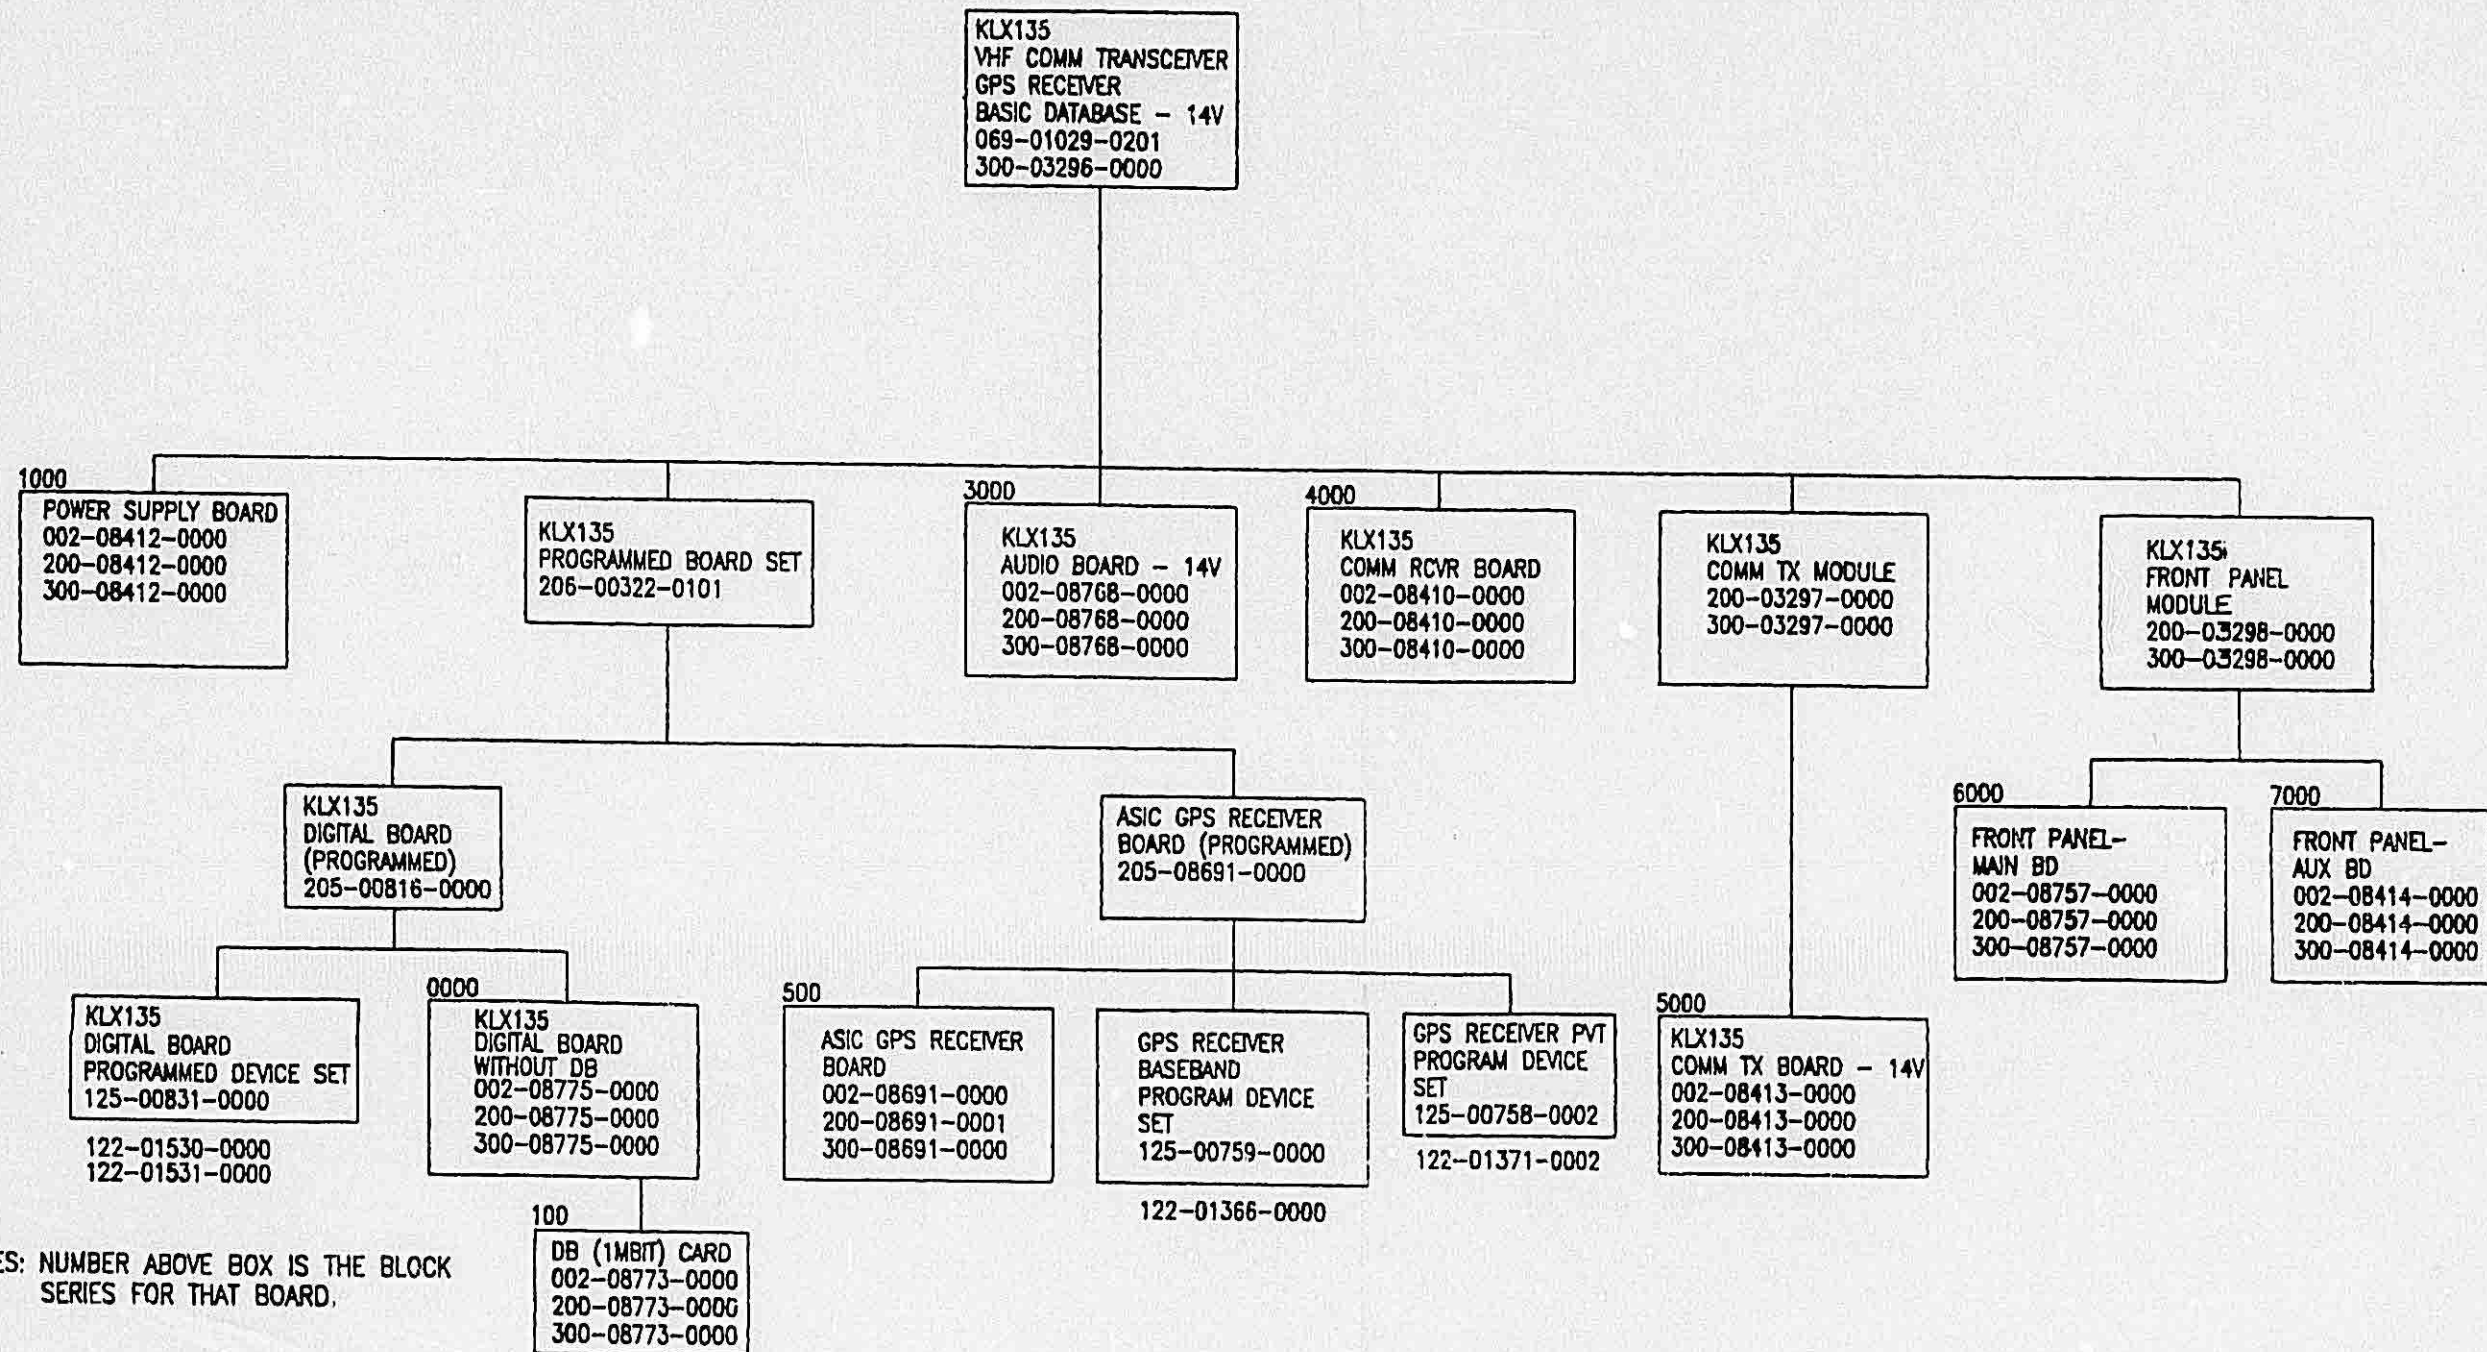 KLX135
VHF COMM TRANSCEIVER
GPS RECEIVER
BASIC DATABASE - 14V
069-01029-0201
300-03296-0000
1000
POWER SUPPLY BOARD
002-08412-0000
200-08412-0000
300-08412-0000
KLX135
PROGRAMMED BOARD SET
206-00322-0101
3000
KLX135
AUDIO BOARD - 14V
002-08768-0000
200-08768-0000
300-08768-0000
4000
KLX135
COMM RCVR BOARD
002-08410-0000
200-08410-0000
300-08410-0000
KLX135
COMM TX MODULE
200-03297-0000
300-03297-0000
KLX135
FRONT PANEL
MODULE
200-03298-0000
300-03298-0000
KLX135
DIGITAL BOARD
(PROGRAMMED)
205-00816-0000
ASIC GPS RECEIVER
BOARD (PROGRAMMED)
205-08691-0000
6000
FRONT PANEL-
MAIN BD
002-08757-0000
200-08757-0000
300-08757-0000
7000
FRONT PANEL-
AUX BD
002-08414-0000
200-08414-0000
300-08414-0000
KLX135
DIGITAL BOARD
PROGRAMMED DEVICE SET
125-00831-0000
122-01530-0000
122-01531-0000
0000
KLX135
DIGITAL BOARD
WITHOUT DB
002-08775-0000
200-08775-0000
300-08775-0000
500
ASIC GPS RECEIVER
BOARD
002-08691-0000
200-08691-0001
300-08691-0000
GPS RECEIVER
BASEBAND
PROGRAM DEVICE
SET
125-00759-0000
122-01366-0000
GPS RECEIVER PVT
PROGRAM DEVICE
SET
125-00758-0002
122-01371-0002
5000
KLX135
COMM TX BOARD - 14V
002-08413-0000
200-08413-0000
300-08413-0000
100
DB (1MBIT) CARD
002-08773-0000
200-08773-0000
300-08773-0000
ES: NUMBER ABOVE BOX IS THE BLOCK
SERIES FOR THAT BOARD.